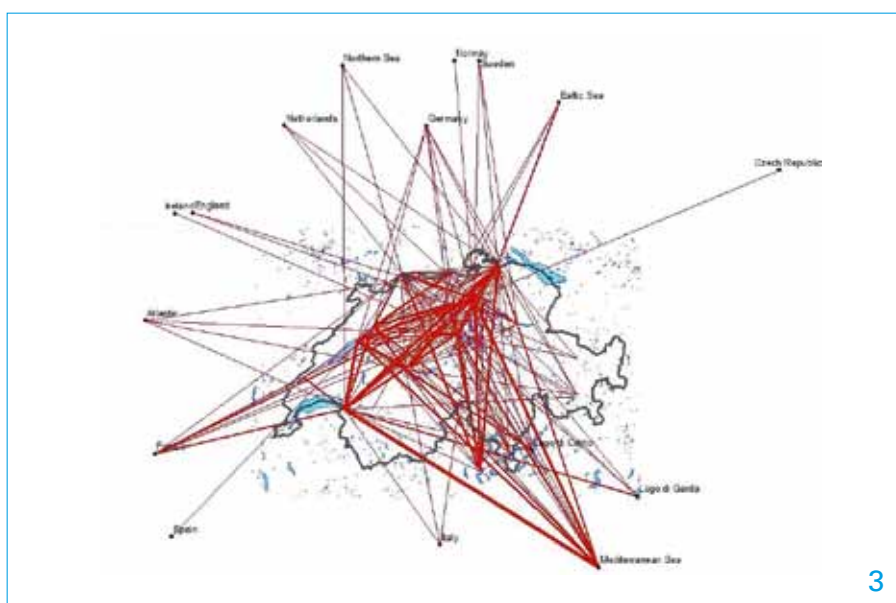 Northern Sea
Norway
Sweden
Baltic Sea
Netherlands
Germany
Czech Republic
Ireland
England
Atlantic
Lago di Garda
Spain
Italy
Mediterranean Sea
3